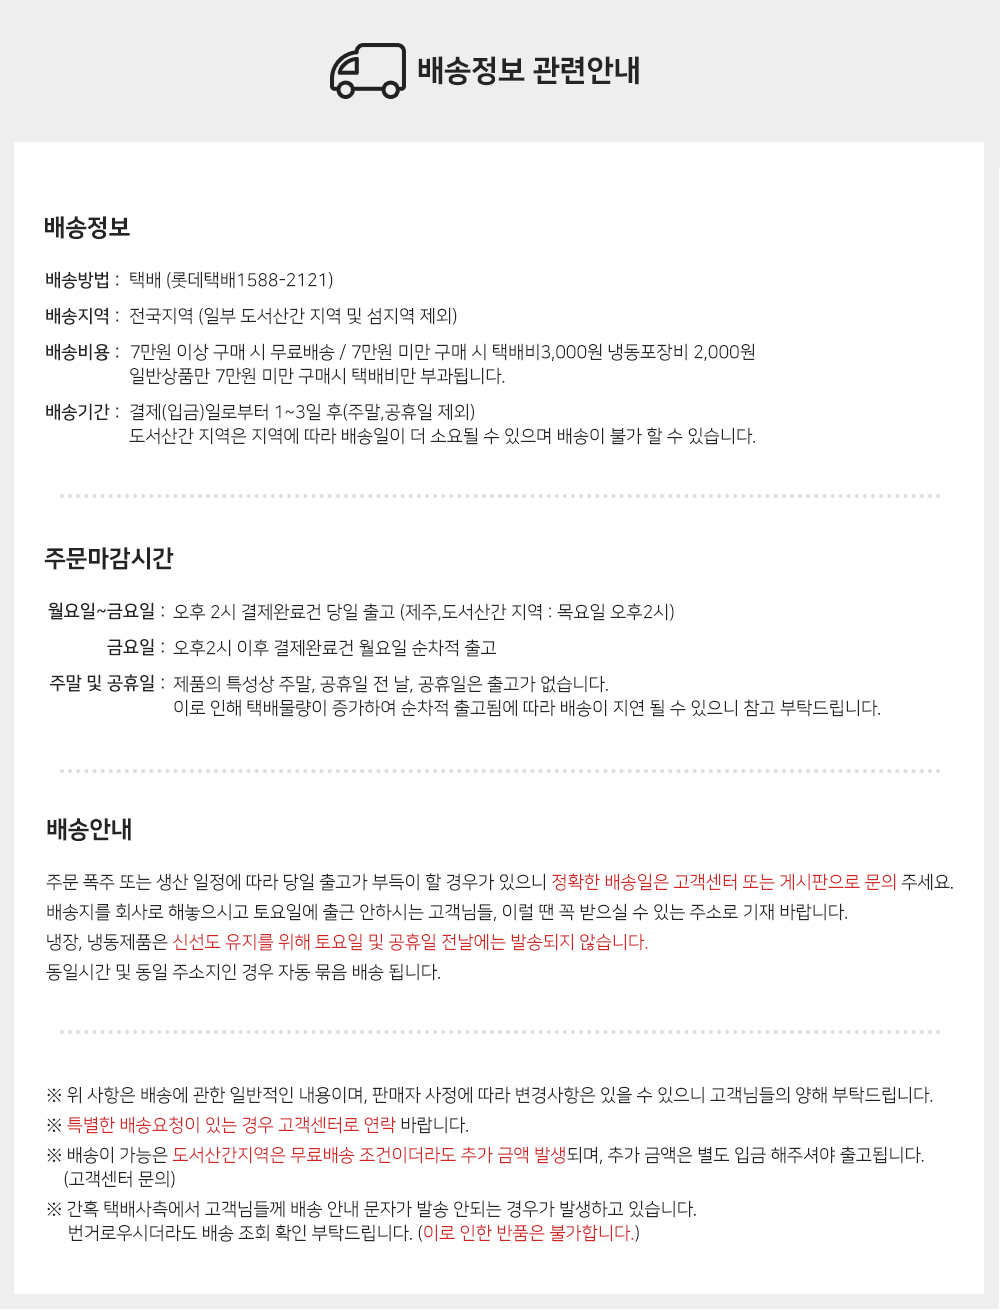 배송정보 관련안내
배송정보
배송방법 : 택배 (롯데택배1588-2121)
배송지역 : 전국지역 (일부 도서산간 지역 및 섬지역 제외)
배송비용 : 7만원 이상 구매 시 무료배송 / 7만원 미만 구매 시 택배비3,000원 냉동포장비 2,000원
일반상품만 7만원 미만 구매시 택배비만 부과됩니다.
배송기간 : 결제(입금)일로부터 1~3일 후(주말,공휴일 제외)
도서산간 지역은 지역에 따라 배송일이 더 소요될 수 있으며 배송이 불가 할 수 있습니다.
주문마감시간
월요일~금요일 : 오후 2시 결제완료건 당일 출고 (제주,도서산간 지역 : 목요일 오후2시)
금요일 : 오후2시 이후 결제완료건 월요일 순차적 출고
주말 및 공휴일 : 제품의 특성상 주말, 공휴일 전 날, 공휴일은 출고가 없습니다.
이로 인해 택배물량이 증가하여 순차적 출고됨에 따라 배송이 지연 될 수 있으니 참고 부탁드립니다.
배송안내
주문 폭주 또는 생산 일정에 따라 당일 출고가 부득이 할 경우가 있으니 정확한 배송일은 고객센터 또는 게시판으로 문의 주세요.
배송지를 회사로 해놓으시고 토요일에 출근 안하시는 고객님들, 이럴 땐 꼭 받으실 수 있는 주소로 기재 바랍니다.
냉장, 냉동제품은 신선도 유지를 위해 토요일 및 공휴일 전날에는 발송되지 않습니다.
동일시간 및 동일 주소지인 경우 자동 묶음 배송 됩니다.
※ 위 사항은 배송에 관한 일반적인 내용이며, 판매자 사정에 따라 변경사항은 있을 수 있으니 고객님들의 양해 부탁드립니다.
※ 특별한 배송요청이 있는 경우 고객센터로 연락 바랍니다.
※ 배송이 가능은 도서산간지역은 무료배송 조건이더라도 추가 금액 발생되며, 추가 금액은 별도 입금 해주셔야 출고됩니다.
(고객센터 문의)
※ 간혹 택배사측에서 고객님들께 배송 안내 문자가 발송 안되는 경우가 발생하고 있습니다.
번거로우시더라도 배송 조회 확인 부탁드립니다. (이로 인한 반품은 불가합니다.)